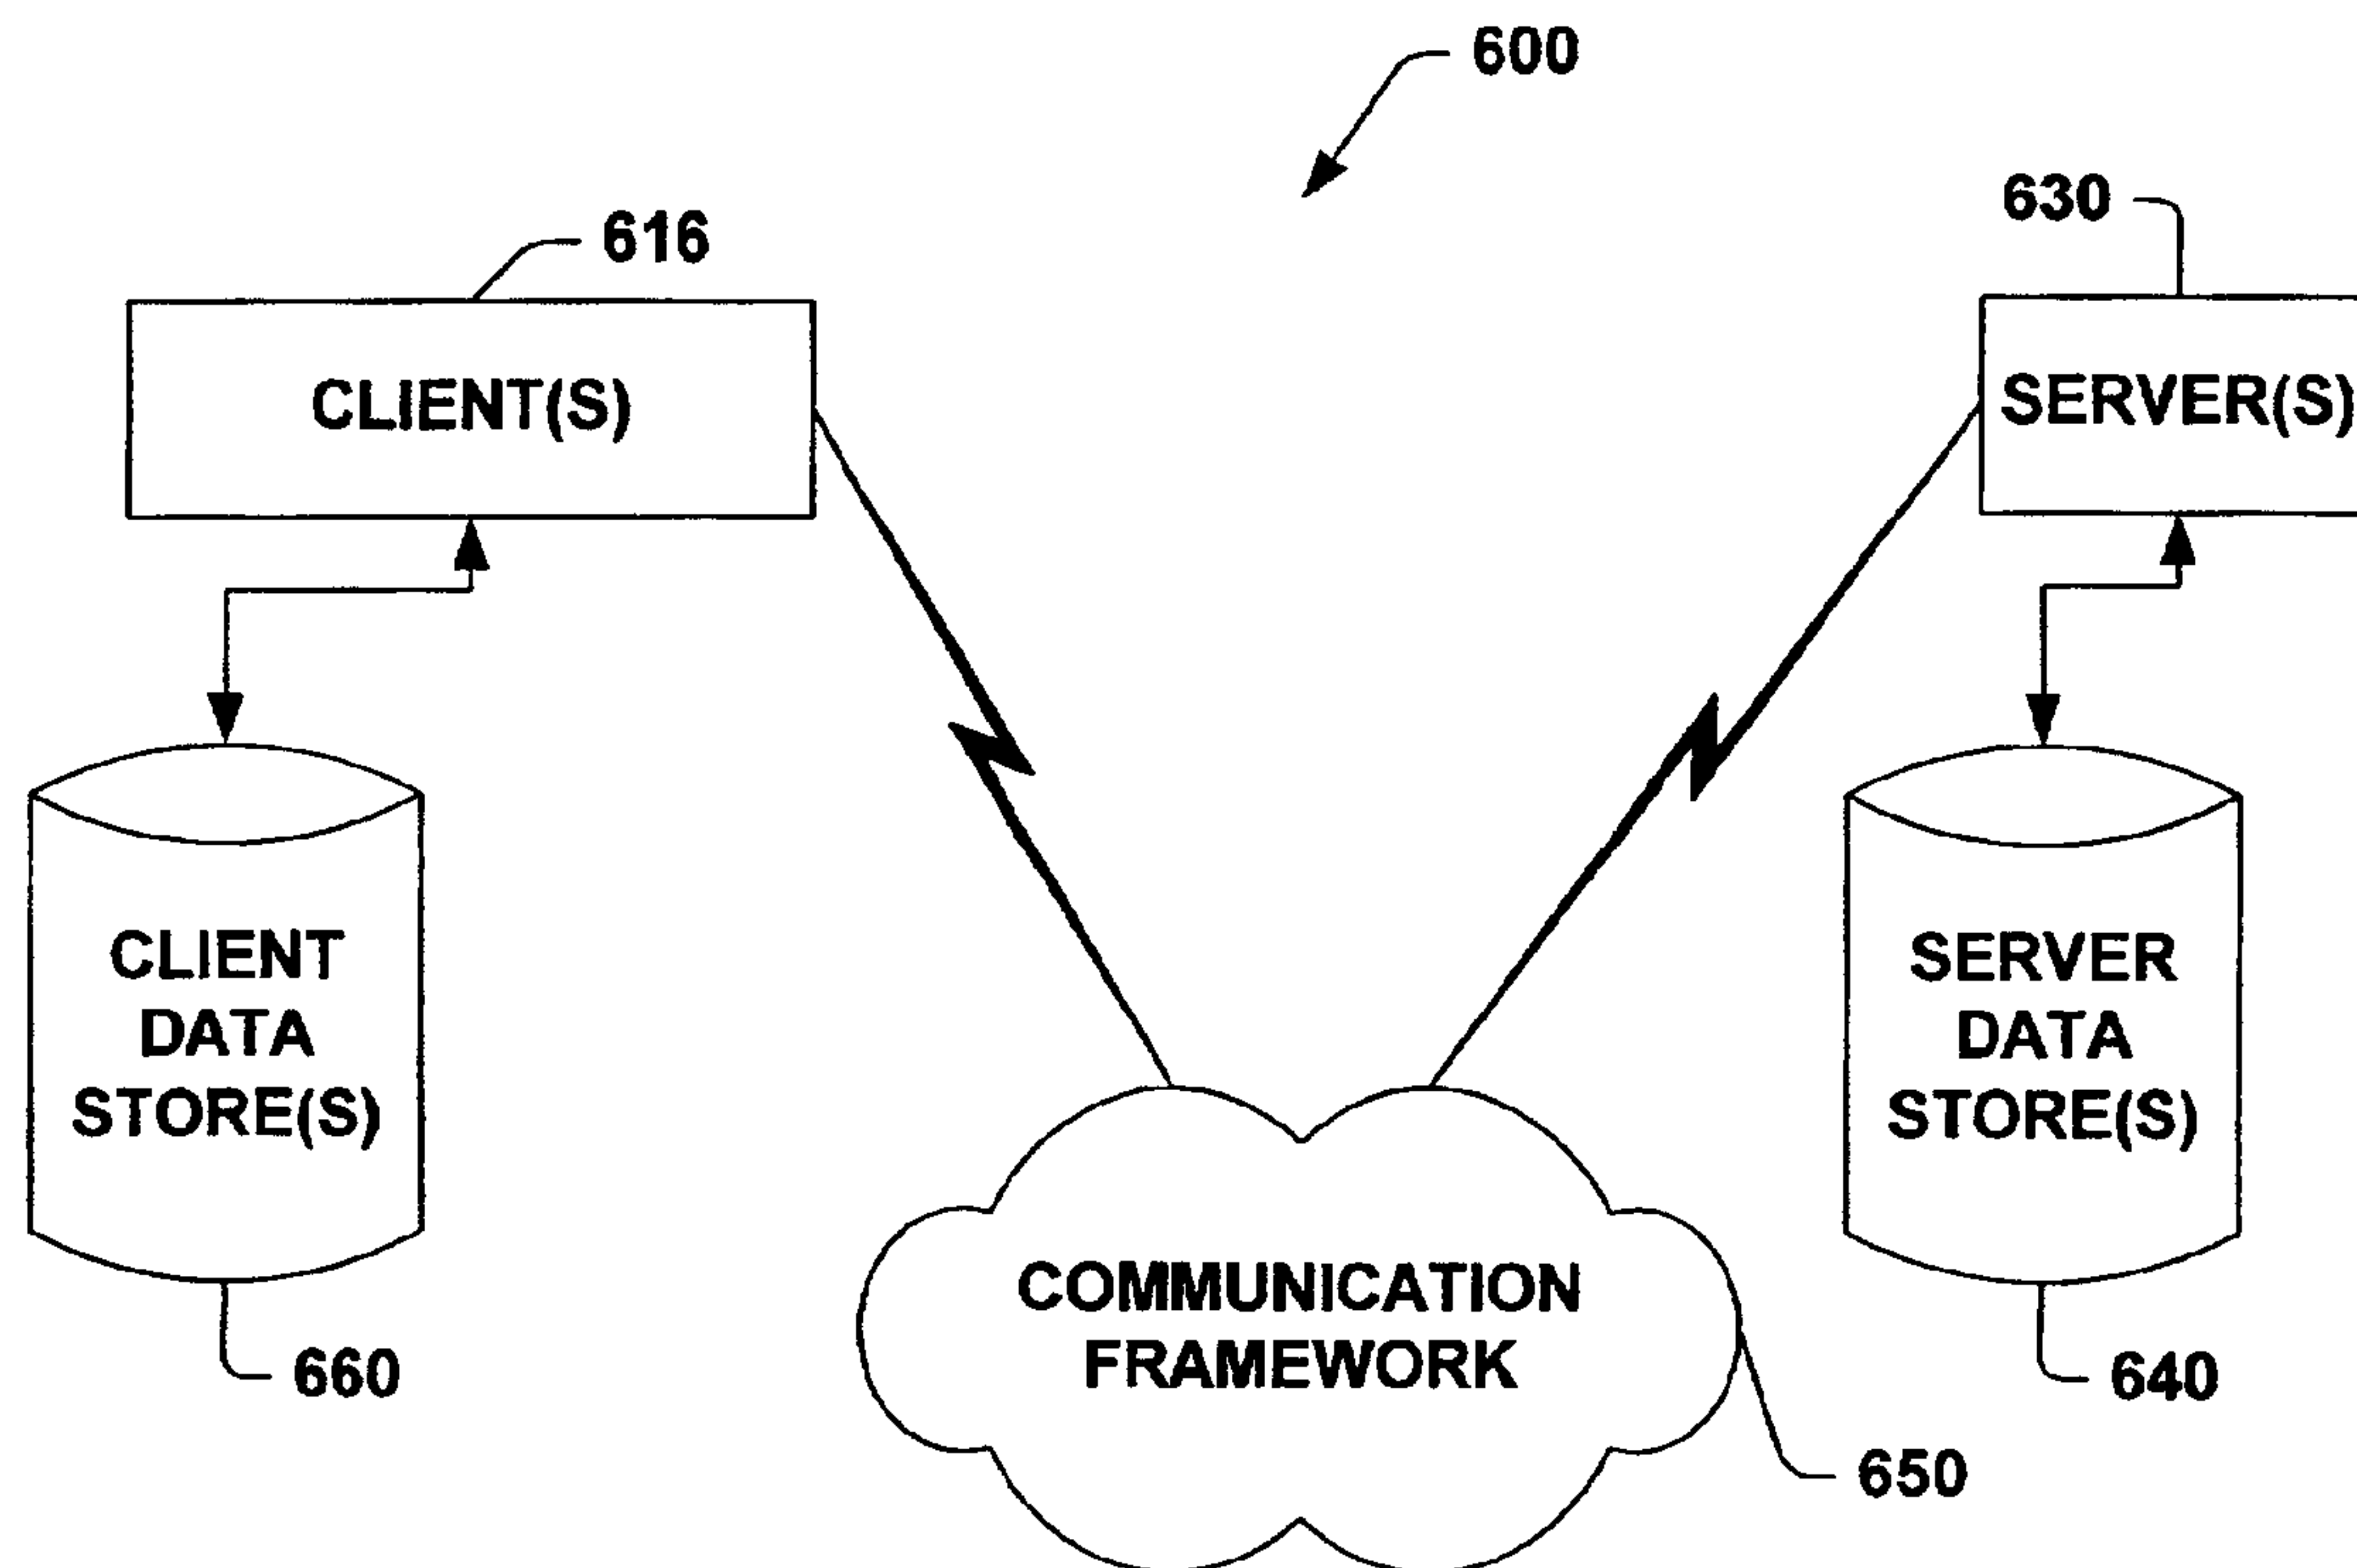 600
616
630
CLIENT(S)
SERVER(S)
CLIENT
DATA
STORE(S)
SERVER
DATA
STORE(S)
COMMUNICATION
FRAMEWORK
660
640
650